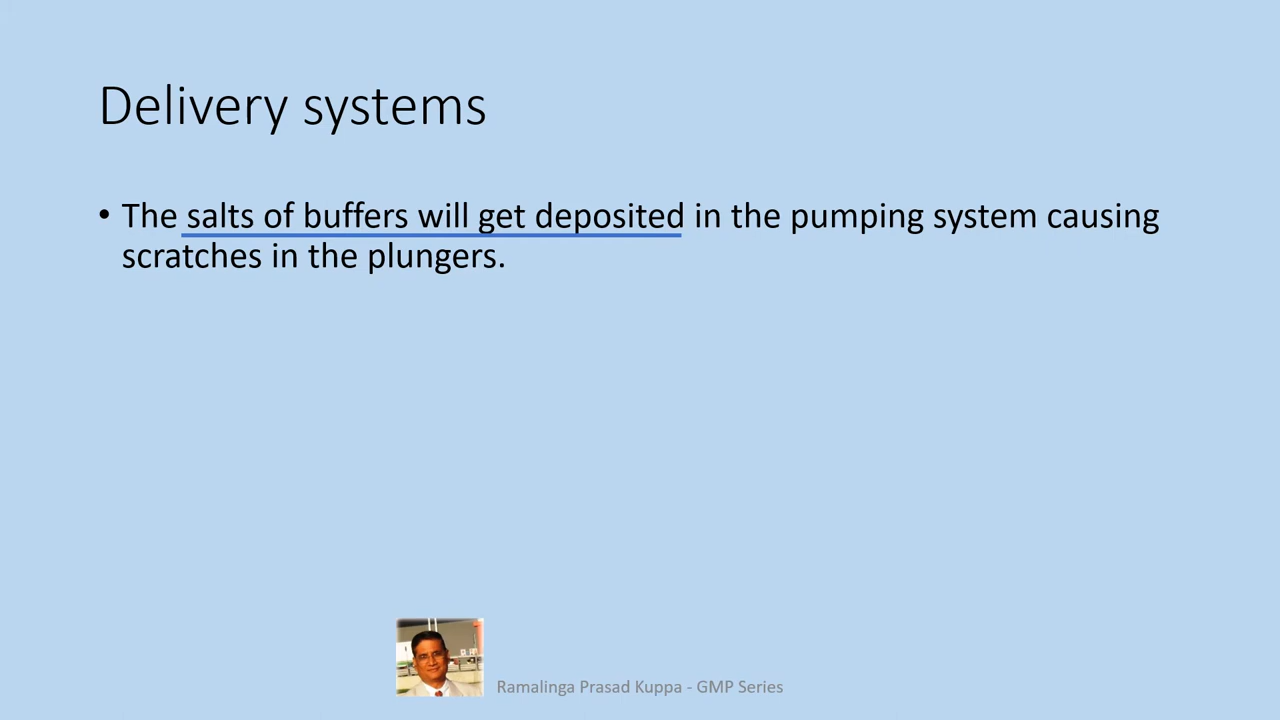 Delivery systems
• The salts of buffers will get deposited in the pumping system causing
scratches in the plungers.
Ramalinga Prasad Kuppa - GMP Series